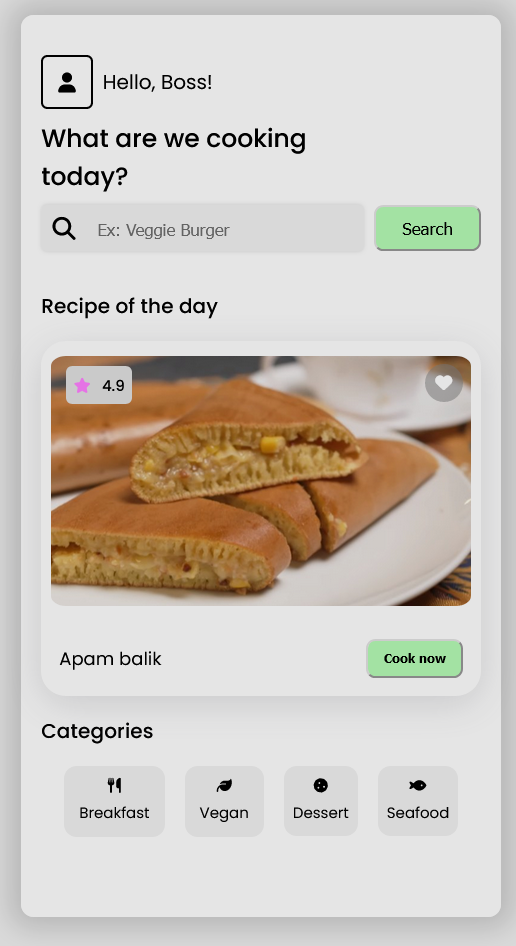 Hello, Boss!
What are we cooking
today?
Ex: Veggie Burger
Search
Recipe of the day
4.9
Apam balik
Cook now
Categories
Breakfast
Vegan
Dessert
Seafood